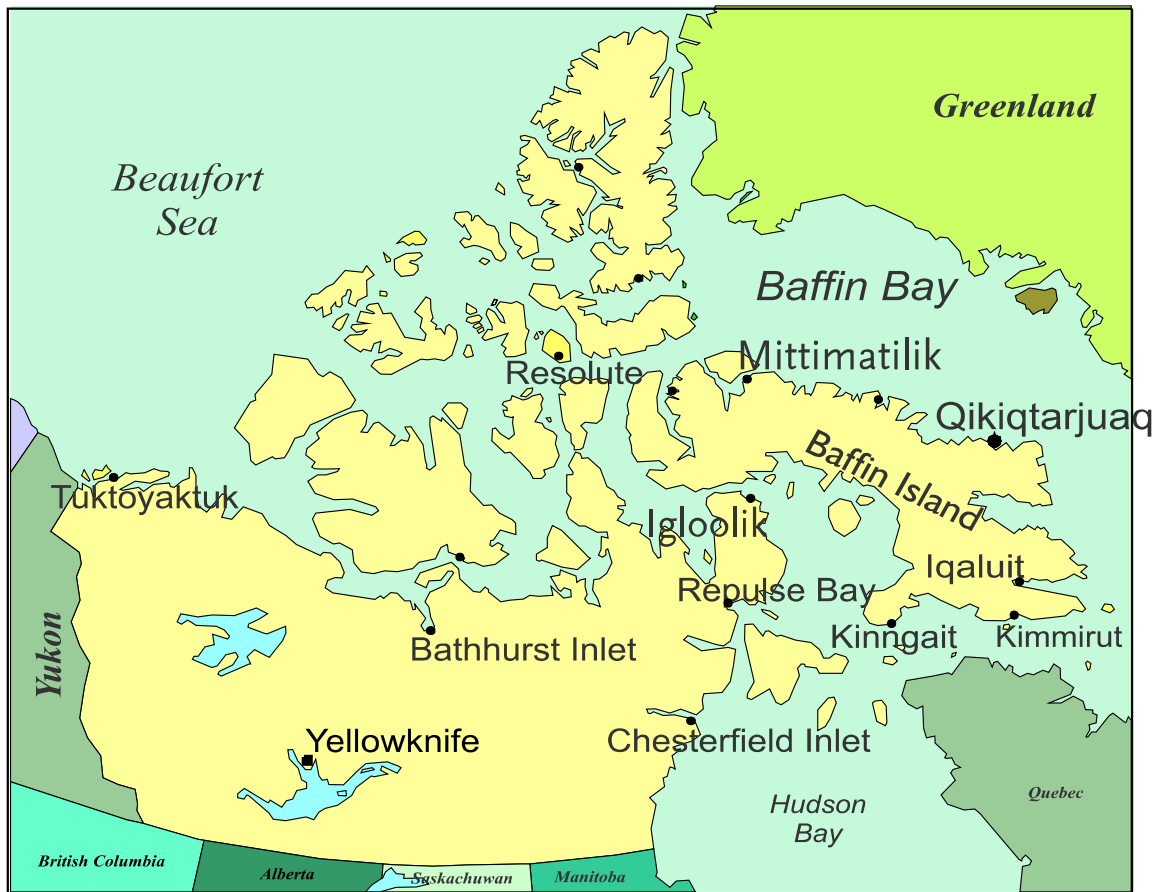 Greenland
Beaufort
Sea
Baffin Bay
Mittimatilik
Resolute
Qikiqtarjuaq
Baffin Island
Tuktoyaktuk
Igloolik
Iqaluit
Repulse Bay
Kinngait
Kimmirut
Bathhurst Inlet
Yukon
Yellowknife
Chesterfield Inlet
Hudson
Bay
Quebec
British Columbia
Alberta
Saskachuwan
Manitoba